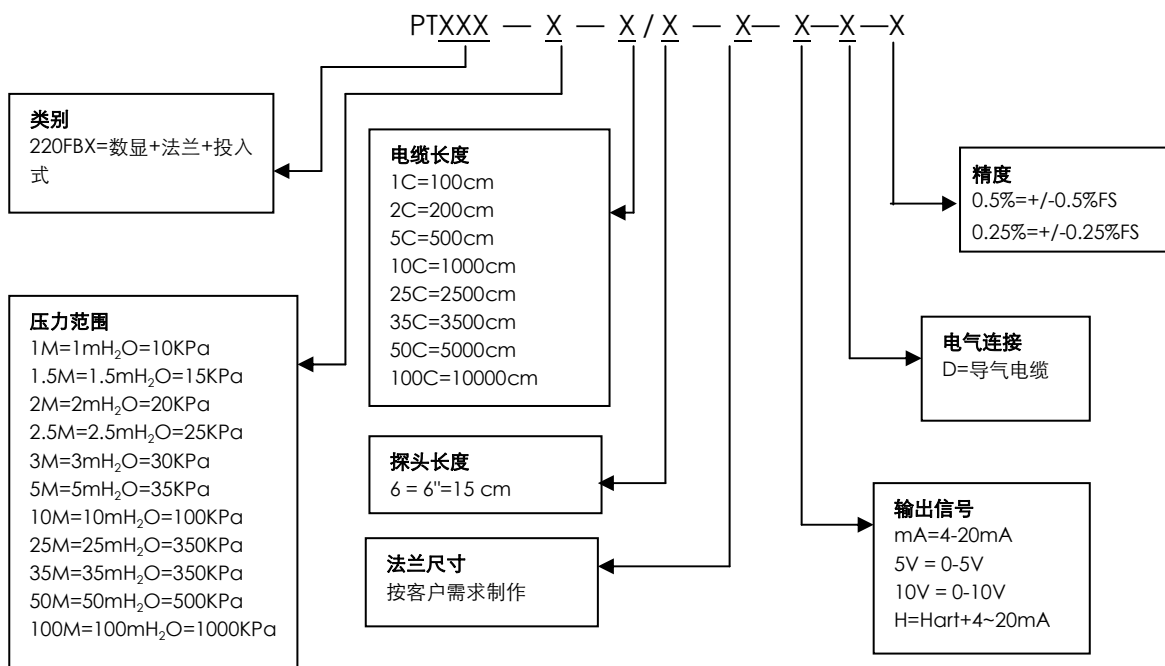 PTXXX — X — X / X — X — X — X — X
类别
220FBX=数显+法兰+投入
式
压力范围
1M=1mH₂O=10KPa
1.5M=1.5mH₂O=15KPa
2M=2mH₂O=20KPa
2.5M=2.5mH₂O=25KPa
3M=3mH₂O=30KPa
5M=5mH₂O=35KPa
10M=10mH₂O=100KPa
25M=25mH₂O=350KPa
35M=35mH₂O=350KPa
50M=50mH₂O=500KPa
100M=100mH₂O=1000KPa
电缆长度
1C=100cm
2C=200cm
5C=500cm
10C=1000cm
25C=2500cm
35C=3500cm
50C=5000cm
100C=10000cm
探头长度
6 = 6"=15 cm
法兰尺寸
按客户需求制作
精度
0.5%=+/-0.5%FS
0.25%=+/-0.25%FS
电气连接
D=导气电缆
输出信号
mA=4-20mA
5V = 0-5V
10V = 0-10V
H=Hart+4~20mA